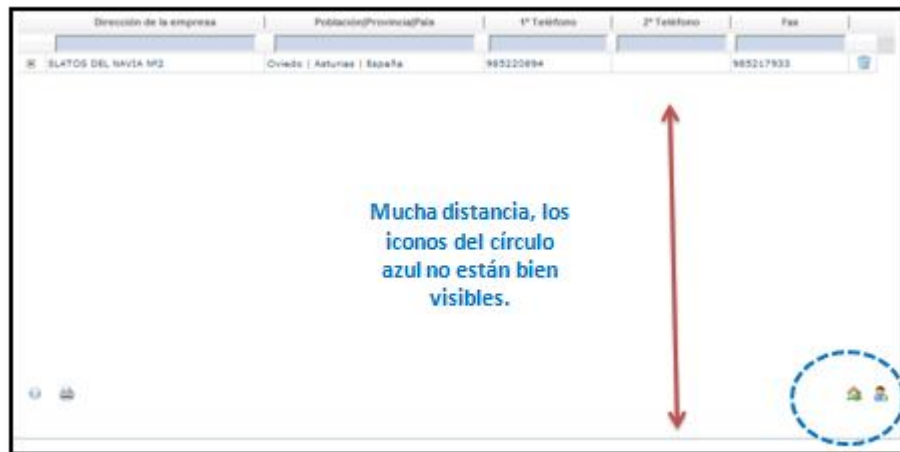 Dirección de la empresa | Población|Provincia|País | 1º Teléfono | 2º Teléfono | Fax
SLATOS DEL NAVIA Nº2 Oviedo | Asturias | España 985220894 985217933
Mucha distancia, los
iconos del círculo
azul no están bien
visibles.